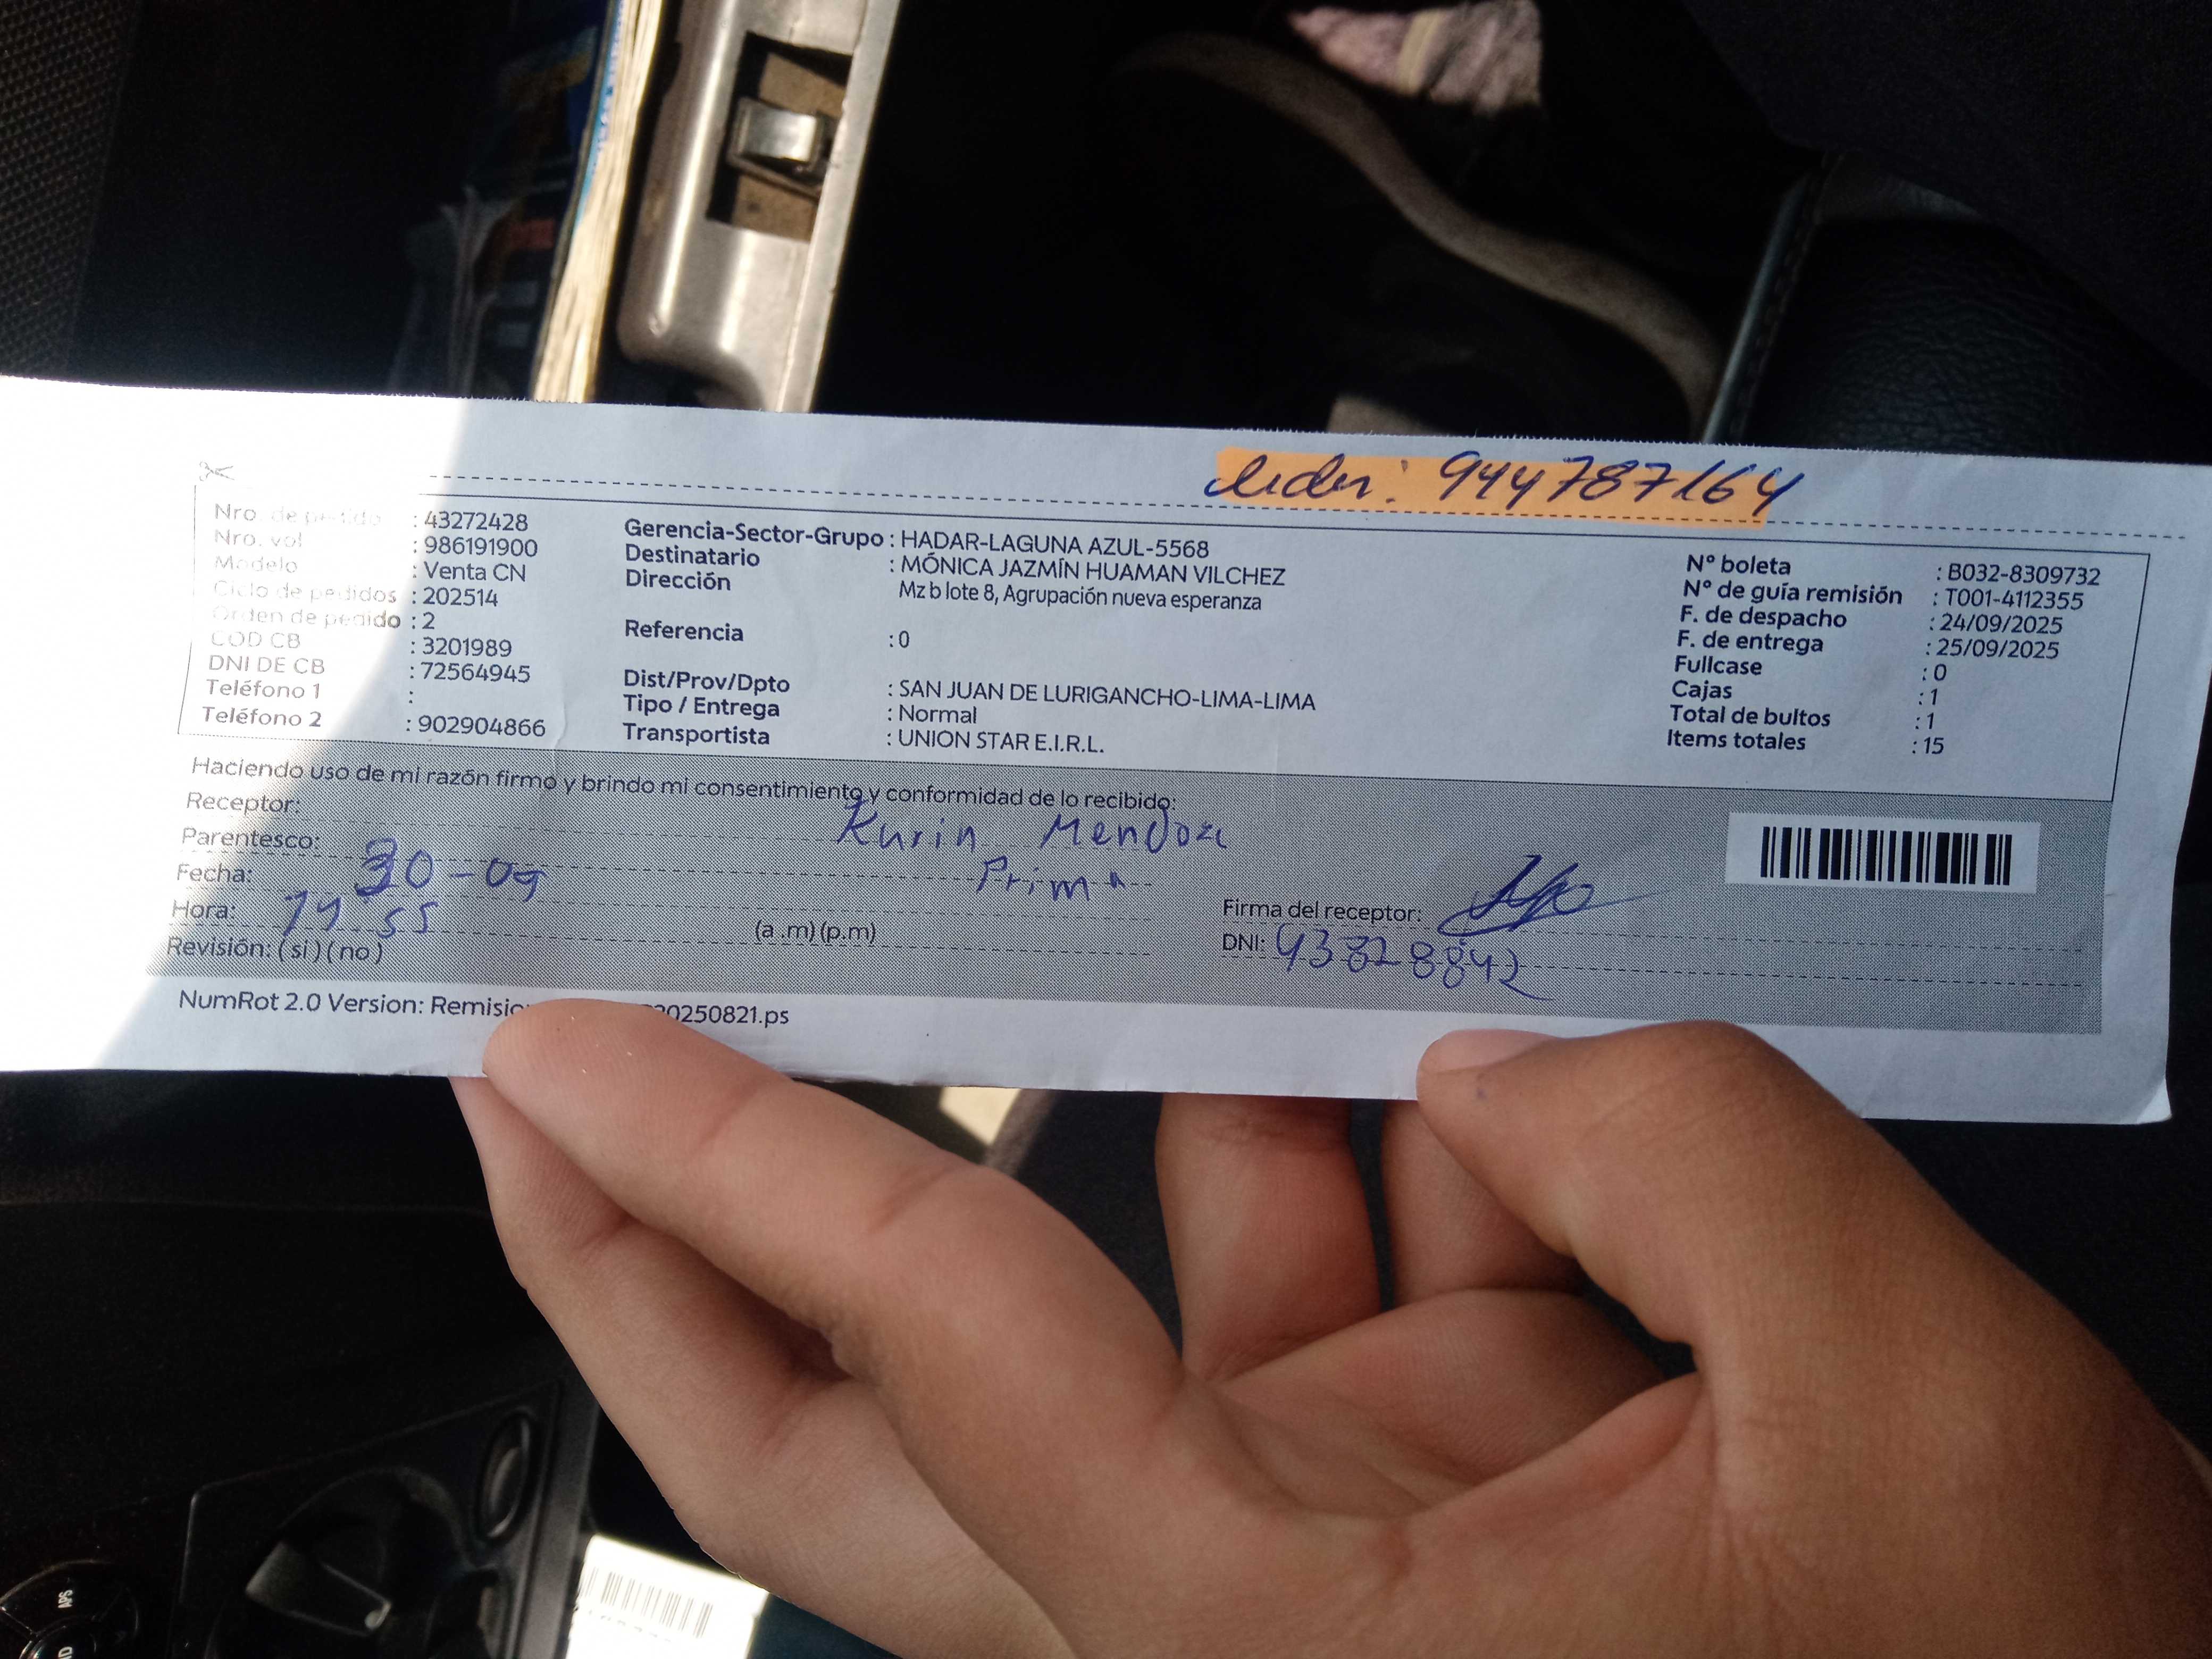 lider: 944787164
Nro. de pedido : 43272428
Nro. vol : 986191900
Modelo : Venta CN
Ciclo de pedidos : 202514
Orden de pedido : 2
COD CB : 3201989
DNI DE CB : 72564945
Teléfono 1 :
Teléfono 2 : 902904866
Gerencia-Sector-Grupo : HADAR-LAGUNA AZUL-5568
Destinatario : MÓNICA JAZMÍN HUAMAN VILCHEZ
Dirección Mz b lote 8, Agrupación nueva esperanza
Referencia : 0
Dist/Prov/Dpto : SAN JUAN DE LURIGANCHO-LIMA-LIMA
Tipo / Entrega : Normal
Transportista : UNION STAR E.I.R.L.
Nº boleta : B032-8309732
Nº de guía remisión : T001-4112355
F. de despacho : 24/09/2025
F. de entrega : 25/09/2025
Fullcase : 0
Cajas : 1
Total de bultos : 1
Items totales : 15
Haciendo uso de mi razón firmo y brindo mi consentimiento y conformidad de lo recibido:
Receptor: Karin Mendoza
Parentesco: Prima
Fecha: 30-09
Hora: 14 55 (a .m) (p.m)
Revisión: ( si ) ( no )
Firma del receptor:
DNI: 43828842
NumRot 2.0 Version: 0250821.ps
APS